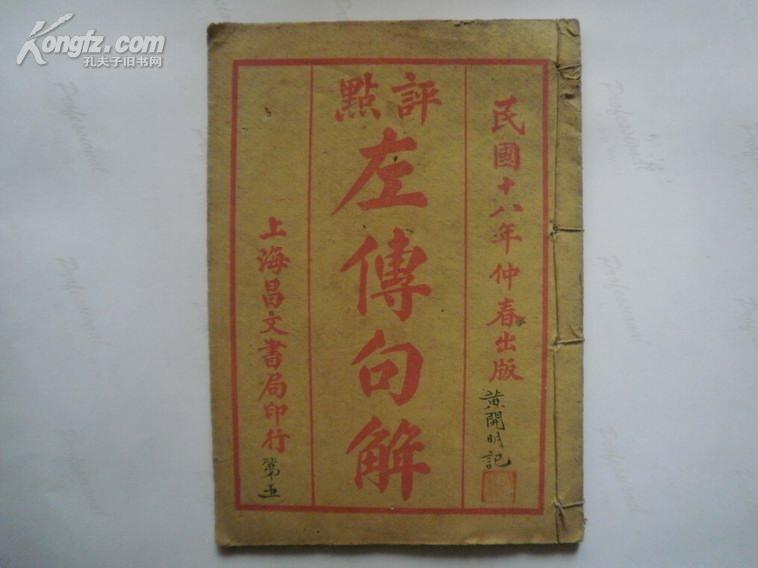 Kongfz.com
孔夫子旧书网
民國十八年仲春出版
黄開明記
評點
左傳句解
上海昌文書局印行
第五